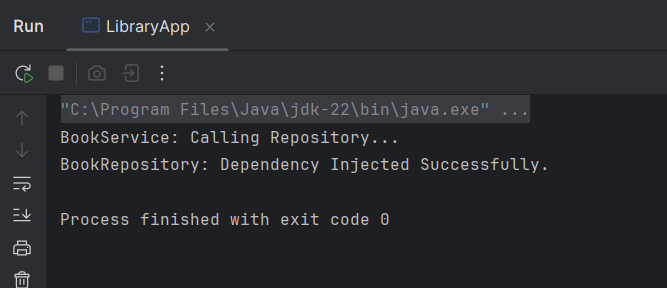 Run LibraryApp
"C:\Program Files\Java\jdk-22\bin\java.exe" ...
BookService: Calling Repository...
BookRepository: Dependency Injected Successfully.
Process finished with exit code 0